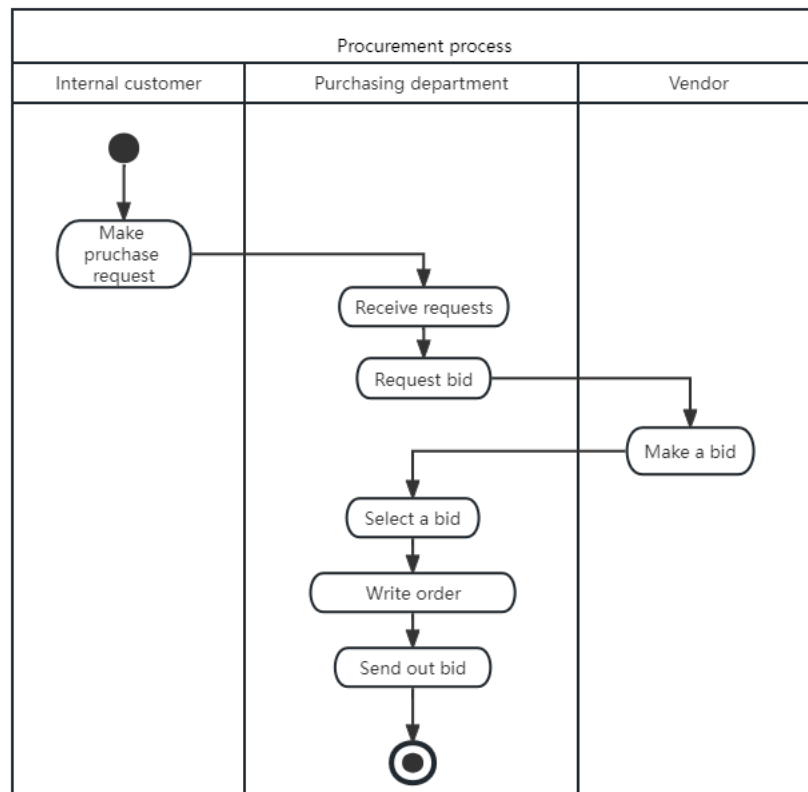 Procurement process
Internal customer
Purchasing department
Vendor
Make
pruchase
request
Receive requests
Request bid
Make a bid
Select a bid
Write order
Send out bid